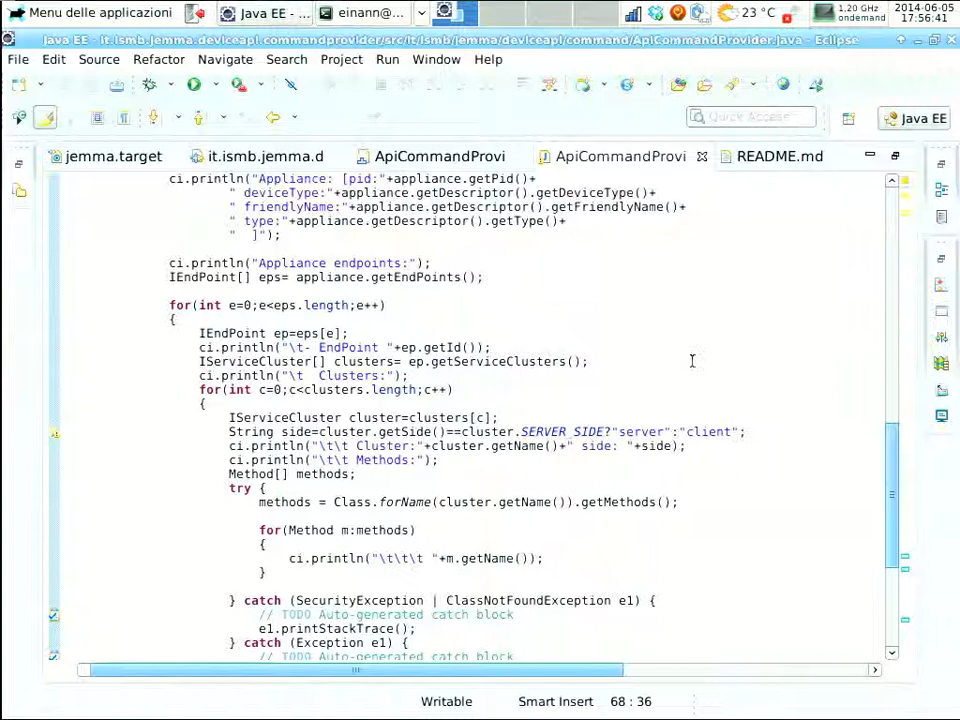 Menu delle applicazioni
Java EE - ...
einann@...
23 °C
1,20 GHz
ondemand
2014-06-05
17:56:41
Java EE - it.ismb.jemma.deviceapi.commandprovider/src/it/ismb/jemma/deviceapi/command/ApiCommandProvider.java - Eclipse
File Edit Source Refactor Navigate Search Project Run Window Help
Quick Access
Java EE
jemma.target
it.ismb.jemma.d
ApiCommandProvi
ApiCommandProvi
README.md
ci.println("Appliance: [pid:"+appliance.getPid()+
" deviceType:"+appliance.getDescriptor().getDeviceType()+
" friendlyName:"+appliance.getDescriptor().getFriendlyName()+
" type:"+appliance.getDescriptor().getType()+
" ]");
ci.println("Appliance endpoints:");
IEndPoint[] eps= appliance.getEndPoints();
for(int e=0;e<eps.length;e++)
{
IEndPoint ep=eps[e];
ci.println("\t- EndPoint "+ep.getId());
IServiceCluster[] clusters= ep.getServiceClusters();
ci.println("\t  Clusters:");
for(int c=0;c<clusters.length;c++)
{
IServiceCluster cluster=clusters[c];
String side=cluster.getSide()==cluster.SERVER_SIDE?"server":"client";
ci.println("\t\t Cluster:"+cluster.getName()+" side: "+side);
ci.println("\t\t Methods:");
Method[] methods;
try {
methods = Class.forName(cluster.getName()).getMethods();
for(Method m:methods)
{
ci.println("\t\t\t "+m.getName());
}
} catch (SecurityException | ClassNotFoundException e1) {
// TODO Auto-generated catch block
e1.printStackTrace();
} catch (Exception e1) {
// TODO Auto-generated catch block
Writable
Smart Insert
68 : 36